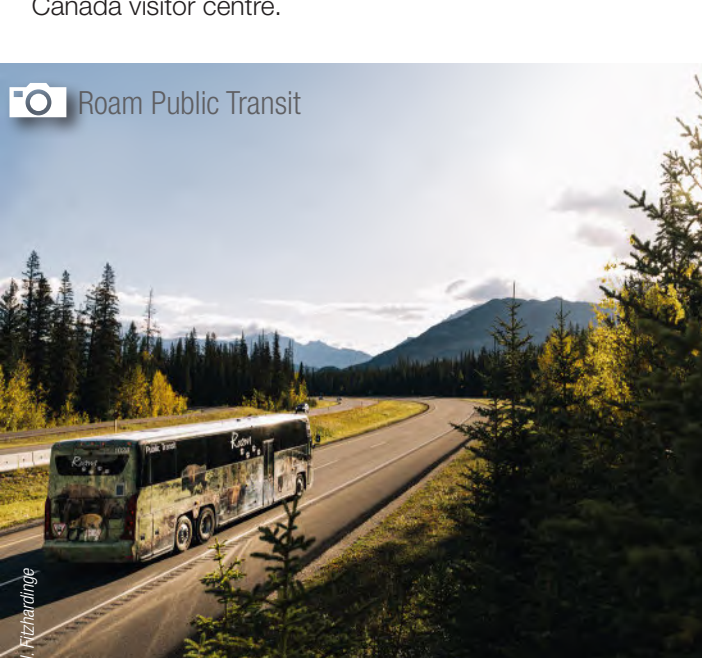 Canada visitor centre.
Roam Public Transit
Public Transit
Roam
Roam
Fitzhardinge